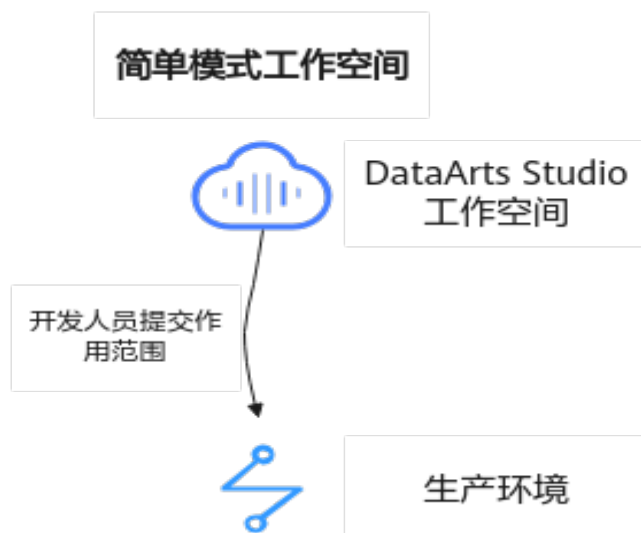 简单模式工作空间
DataArts Studio
工作空间
开发人员提交作
用范围
生产环境